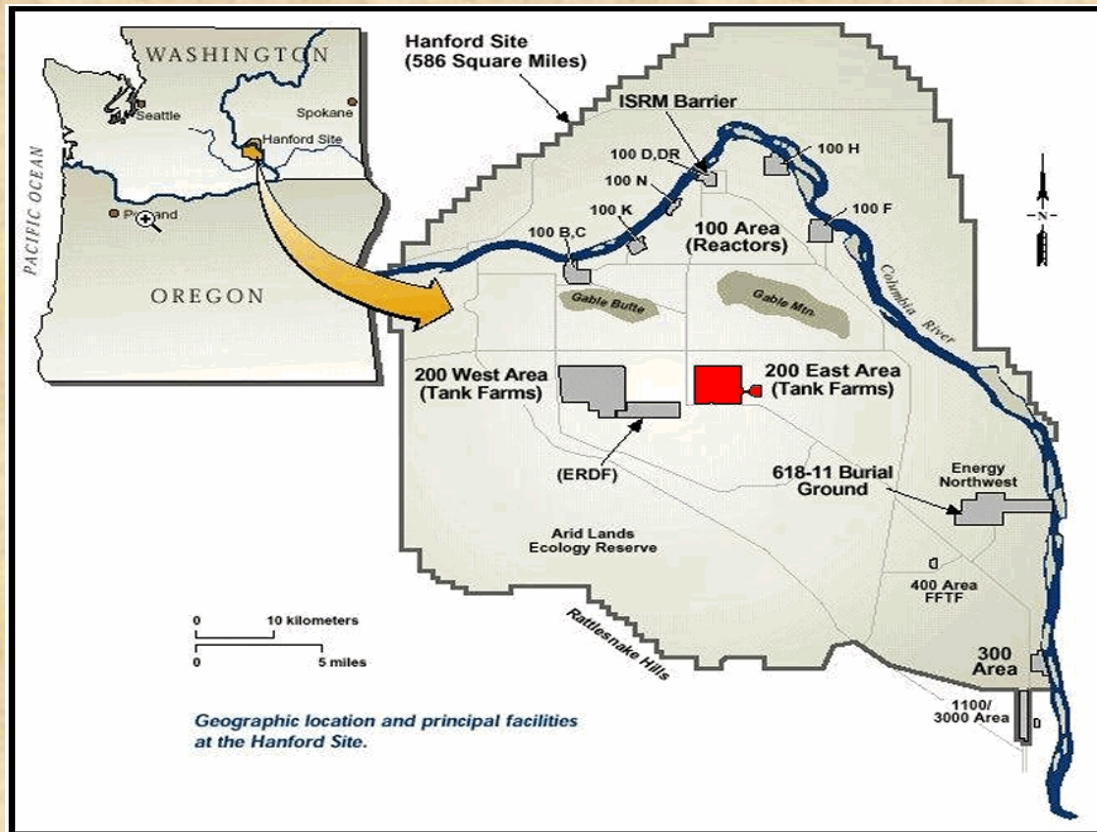 WASHINGTON
Seattle
Spokane
Hanford Site
PACIFIC OCEAN
OREGON
Hanford Site
(586 Square Miles)
ISRM Barrier
100 D,DR
100 H
100 N
100 K
100 F
100 B,C
100 Area
(Reactors)
N
Gable Butte
Gable Mtn.
Columbia River
200 West Area
(Tank Farms)
200 East Area
(Tank Farms)
(ERDF)
618-11 Burial
Ground
Energy
Northwest
Arid Lands
Ecology Reserve
400 Area
FFTF
0 10 kilometers
0 5 miles
Rattlesnake Hills
300
Area
1100/
3000 Area
Geographic location and principal facilities
at the Hanford Site.